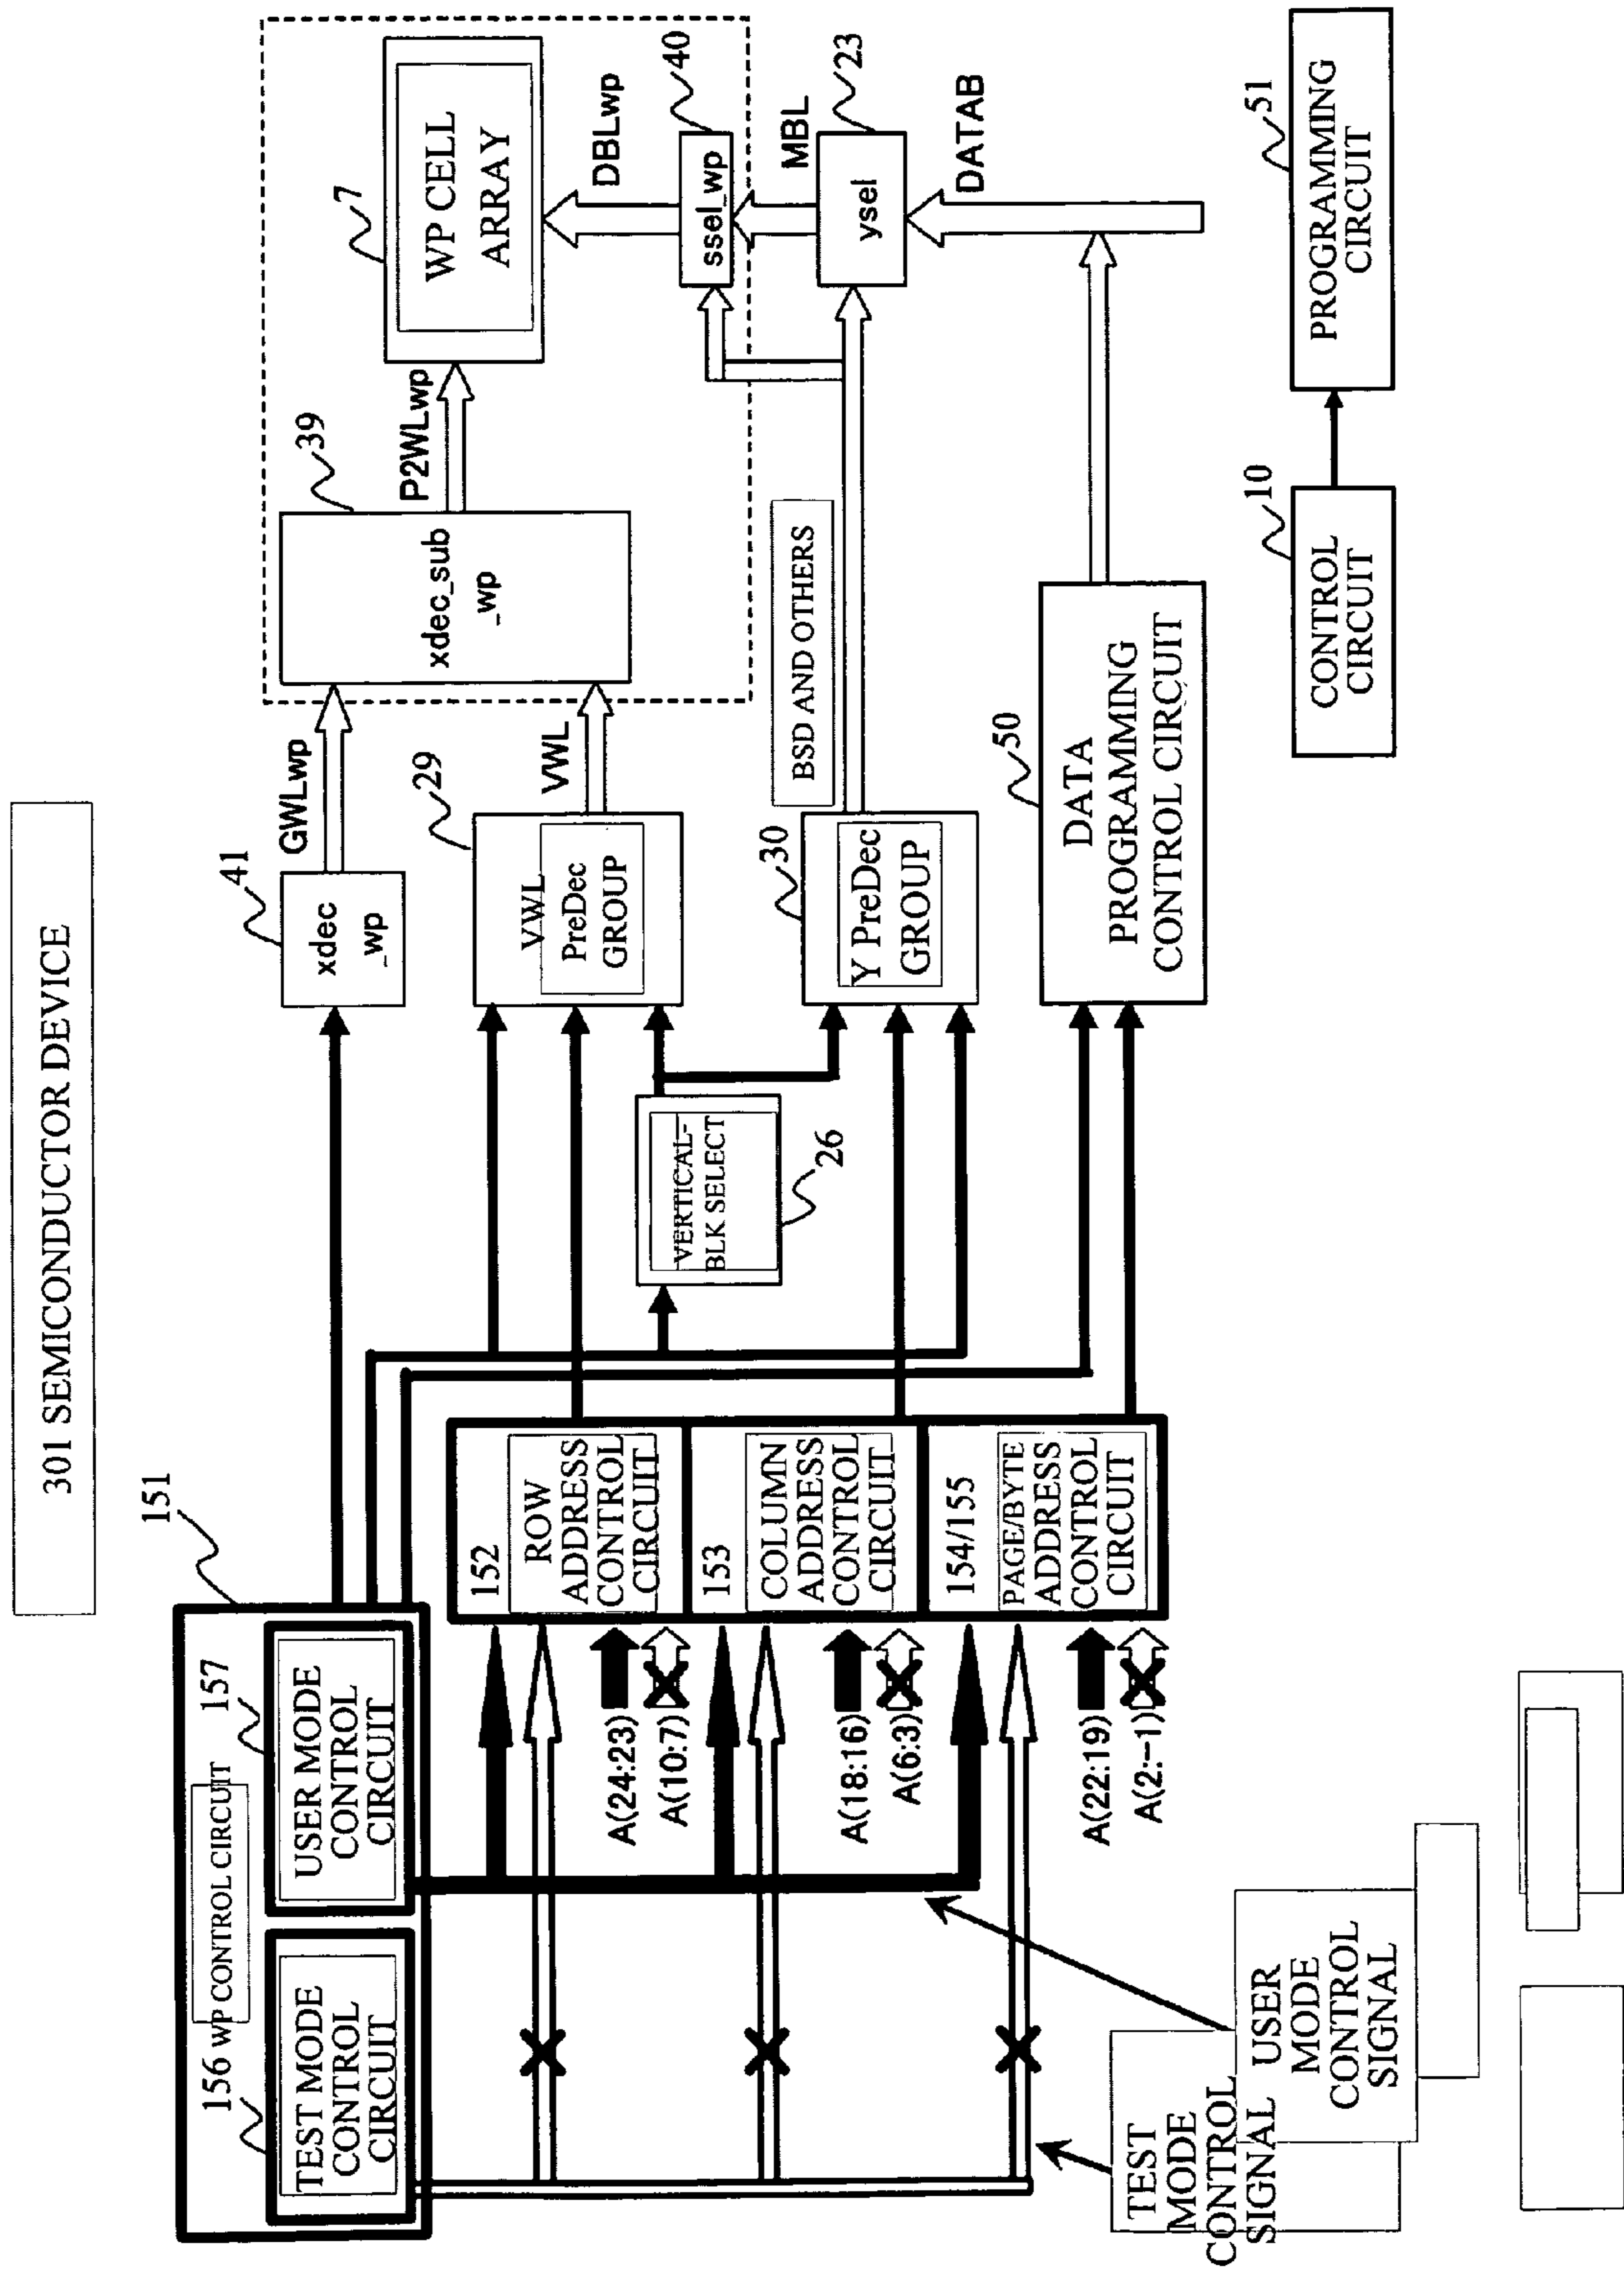 301 SEMICONDUCTOR DEVICE
151
156 WP CONTROL CIRCUIT
157
TEST MODE
CONTROL
CIRCUIT
USER MODE
CONTROL
CIRCUIT
41
xdec
_wp
GWLwp
39
xdec_sub
_wp
P2WLwp
7
WP CELL
ARRAY
DBLwp
40
ssel_wp
MBL
23
ysel
DATAB
152
ROW
ADDRESS
CONTROL
CIRCUIT
A(24:23)
A(10:7)
29
VWL
PreDec
GROUP
VWL
VERTICAL-
BLK SELECT
26
153
COLUMN
ADDRESS
CONTROL
CIRCUIT
A(18:16)
A(6:3)
30
Y PreDec
GROUP
BSD AND OTHERS
154/155
PAGE/BYTE
ADDRESS
CONTROL
CIRCUIT
A(22:19)
A(2:-1)
50
DATA
PROGRAMMING
CONTROL CIRCUIT
TEST
MODE
CONTROL
SIGNAL
USER
MODE
CONTROL
SIGNAL
10
CONTROL
CIRCUIT
51
PROGRAMMING
CIRCUIT